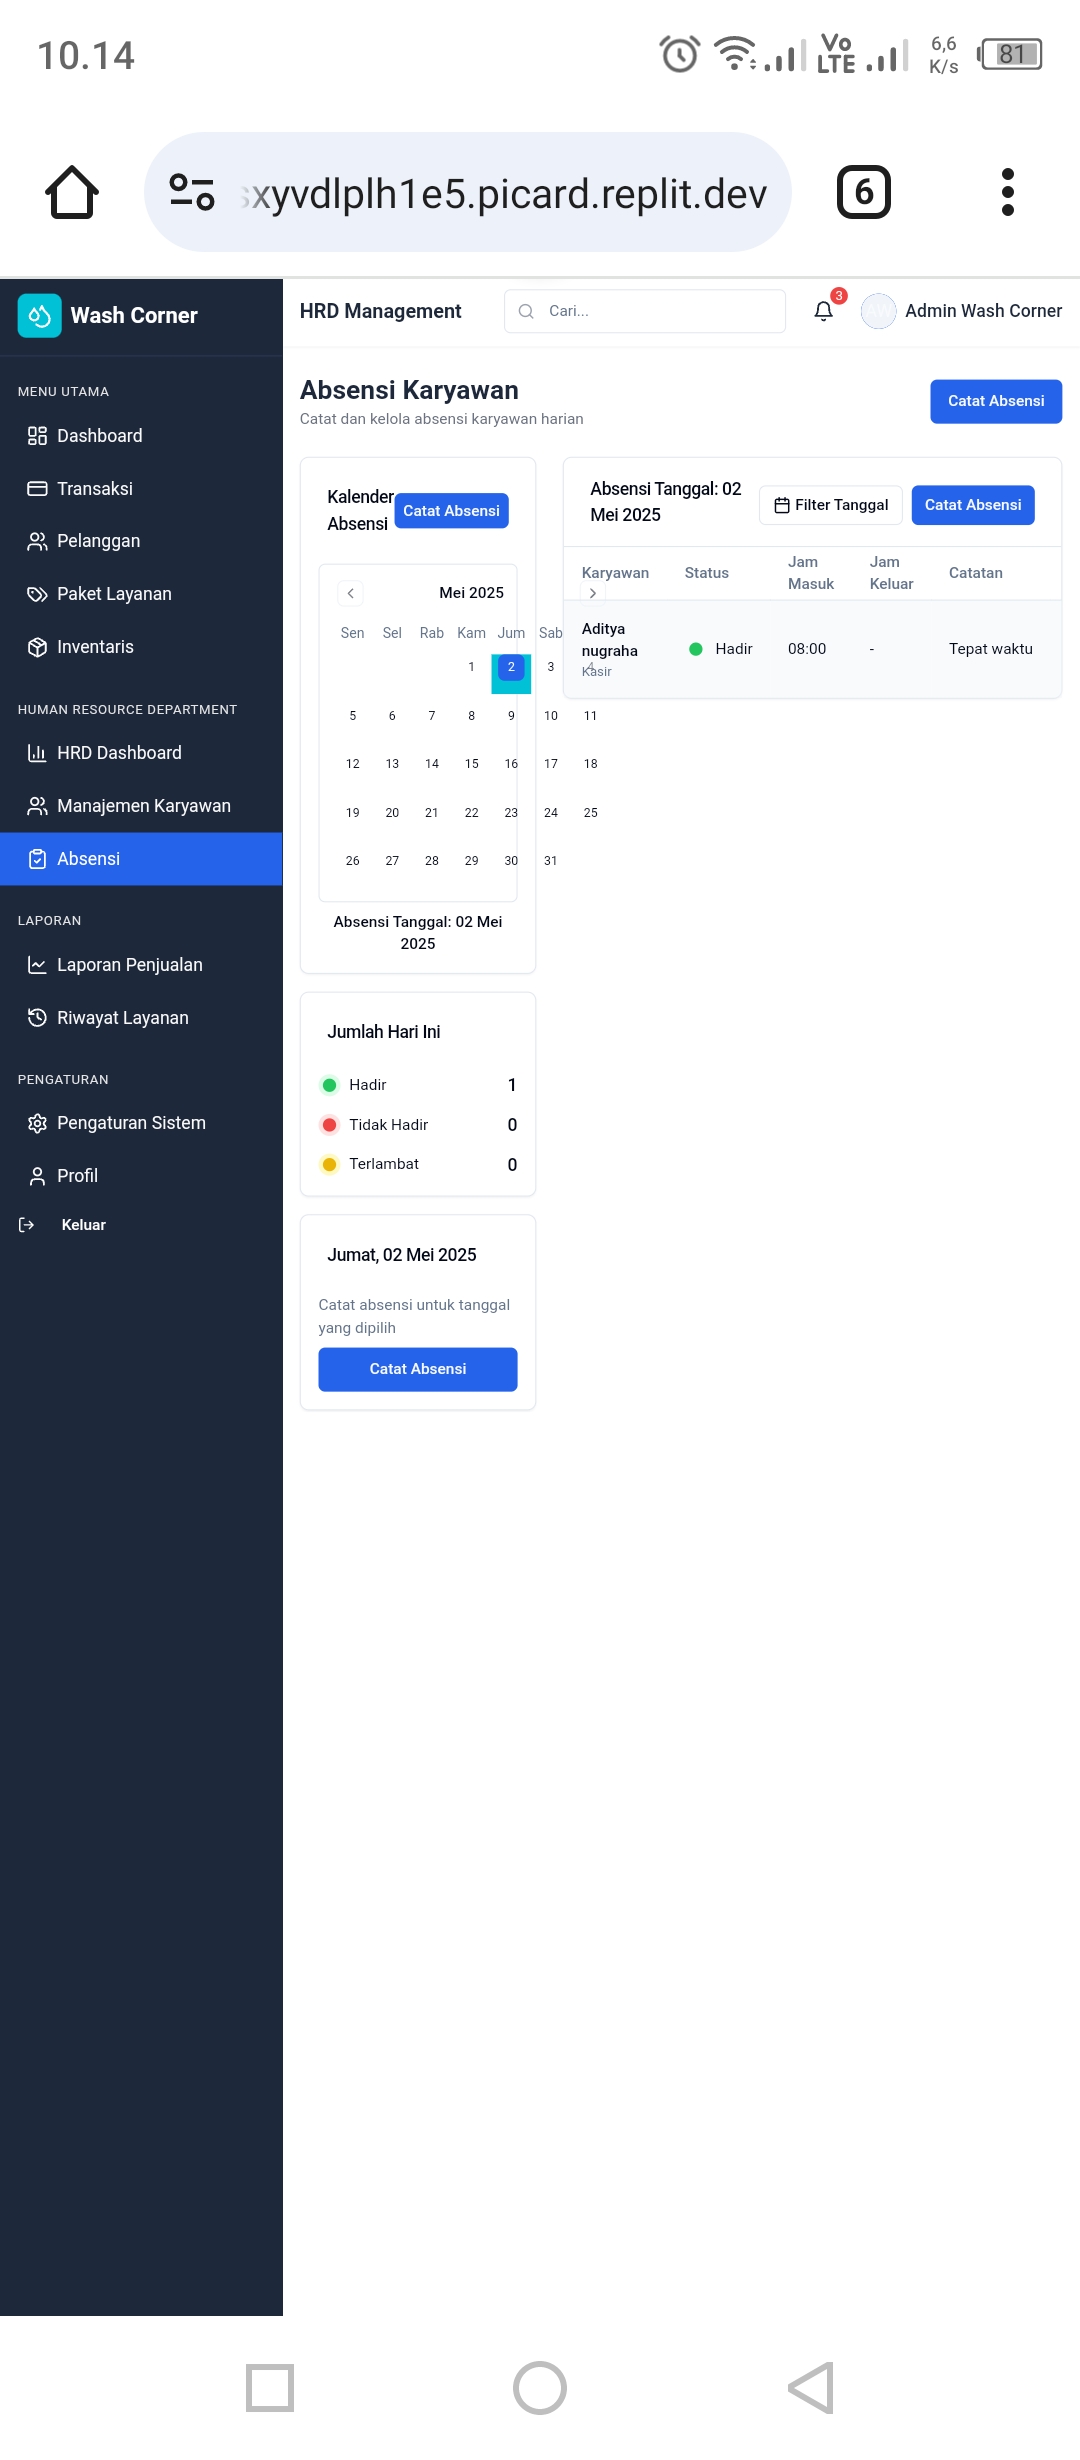 10.14
Vo
LTE
6,6
K/s
81
xyvdlplh1e5.picard.replit.dev
6
Wash Corner
HRD Management
Cari...
3
Admin Wash Corner
MENU UTAMA
Dashboard
Transaksi
Pelanggan
Paket Layanan
Inventaris
HUMAN RESOURCE DEPARTMENT
HRD Dashboard
Manajemen Karyawan
Absensi
LAPORAN
Laporan Penjualan
Riwayat Layanan
PENGATURAN
Pengaturan Sistem
Profil
Keluar
Absensi Karyawan
Catat dan kelola absensi karyawan harian
Catat Absensi
Kalender
Absensi
Catat Absensi
Mei 2025
Sen Sel Rab Kam Jum Sab
1 2 3 4
5 6 7 8 9 10 11
12 13 14 15 16 17 18
19 20 21 22 23 24 25
26 27 28 29 30 31
Absensi Tanggal: 02 Mei
2025
Absensi Tanggal: 02
Mei 2025
Filter Tanggal
Catat Absensi
Karyawan Status Jam Masuk Jam Keluar Catatan
Aditya
nugraha
Kasir
Hadir 08:00 - Tepat waktu
Jumlah Hari Ini
Hadir 1
Tidak Hadir 0
Terlambat 0
Jumat, 02 Mei 2025
Catat absensi untuk tanggal
yang dipilih
Catat Absensi